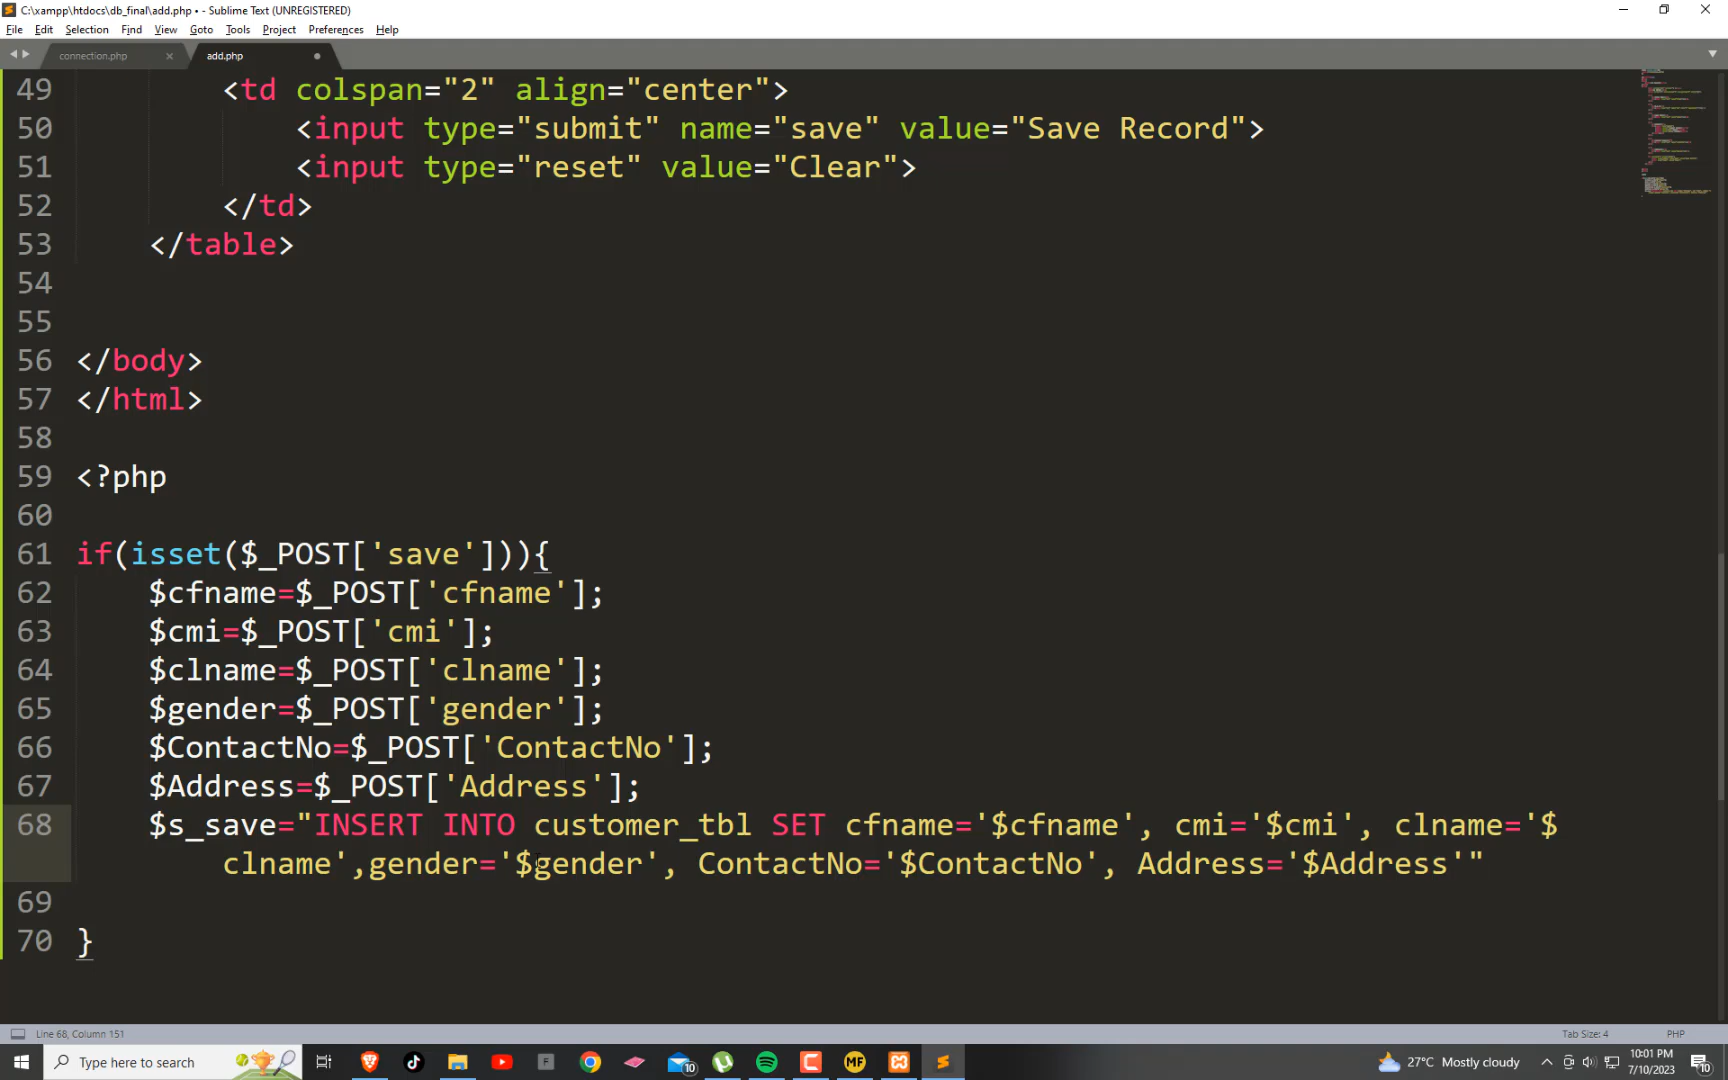 C:\xampp\htdocs\db_final\add.php • - Sublime Text (UNREGISTERED)
File Edit Selection Find View Goto Tools Project Preferences Help
connection.php add.php
49 <td colspan="2" align="center">
50 <input type="submit" name="save" value="Save Record">
51 <input type="reset" value="Clear">
52 </td>
53 </table>
54
55
56 </body>
57 </html>
58
59 <?php
60
61 if(isset($_POST['save'])){
62 $cfname=$_POST['cfname'];
63 $cmi=$_POST['cmi'];
64 $clname=$_POST['clname'];
65 $gender=$_POST['gender'];
66 $ContactNo=$_POST['ContactNo'];
67 $Address=$_POST['Address'];
68 $s_save="INSERT INTO customer_tbl SET cfname='$cfname', cmi='$cmi', clname='$
clname',gender='$gender', ContactNo='$ContactNo', Address='$Address'"
69
70 }
Line 68, Column 151 Tab Size: 4 PHP
Type here to search F 10 MF 27°C Mostly cloudy 10:01 PM
7/10/2023 10